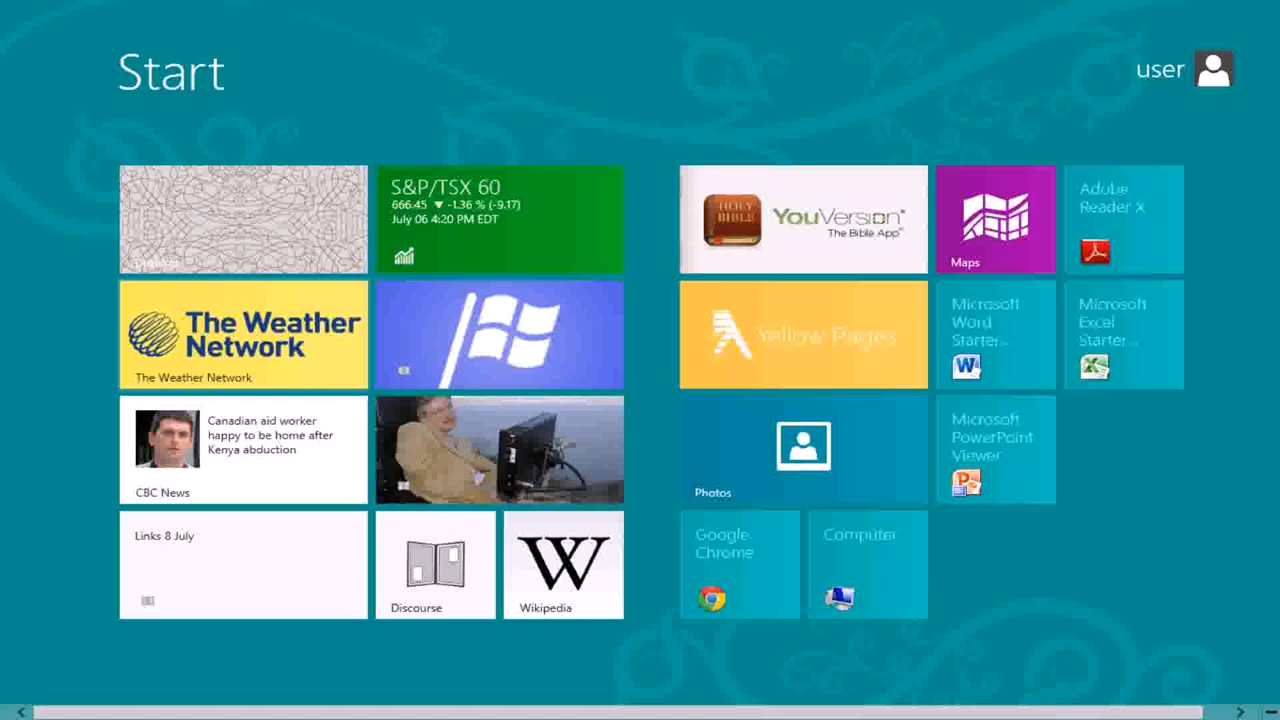 Start
user
S&P/TSX 60
666.45 ▼ -1.36 % (-9.17)
July 06 4:20 PM EDT
The Weather
Network
The Weather Network
Canadian aid worker
happy to be home after
Kenya abduction
CBC News
Links 8 July
Discourse
W
Wikipedia
HOLY
BIBLE
YouVersion
The Bible App
Maps
Adobe
Reader X
Yellow Pages
Microsoft
Word
Starter...
W
Microsoft
Excel
Starter...
X
Photos
Microsoft
PowerPoint
Viewer
P
Google
Chrome
Computer